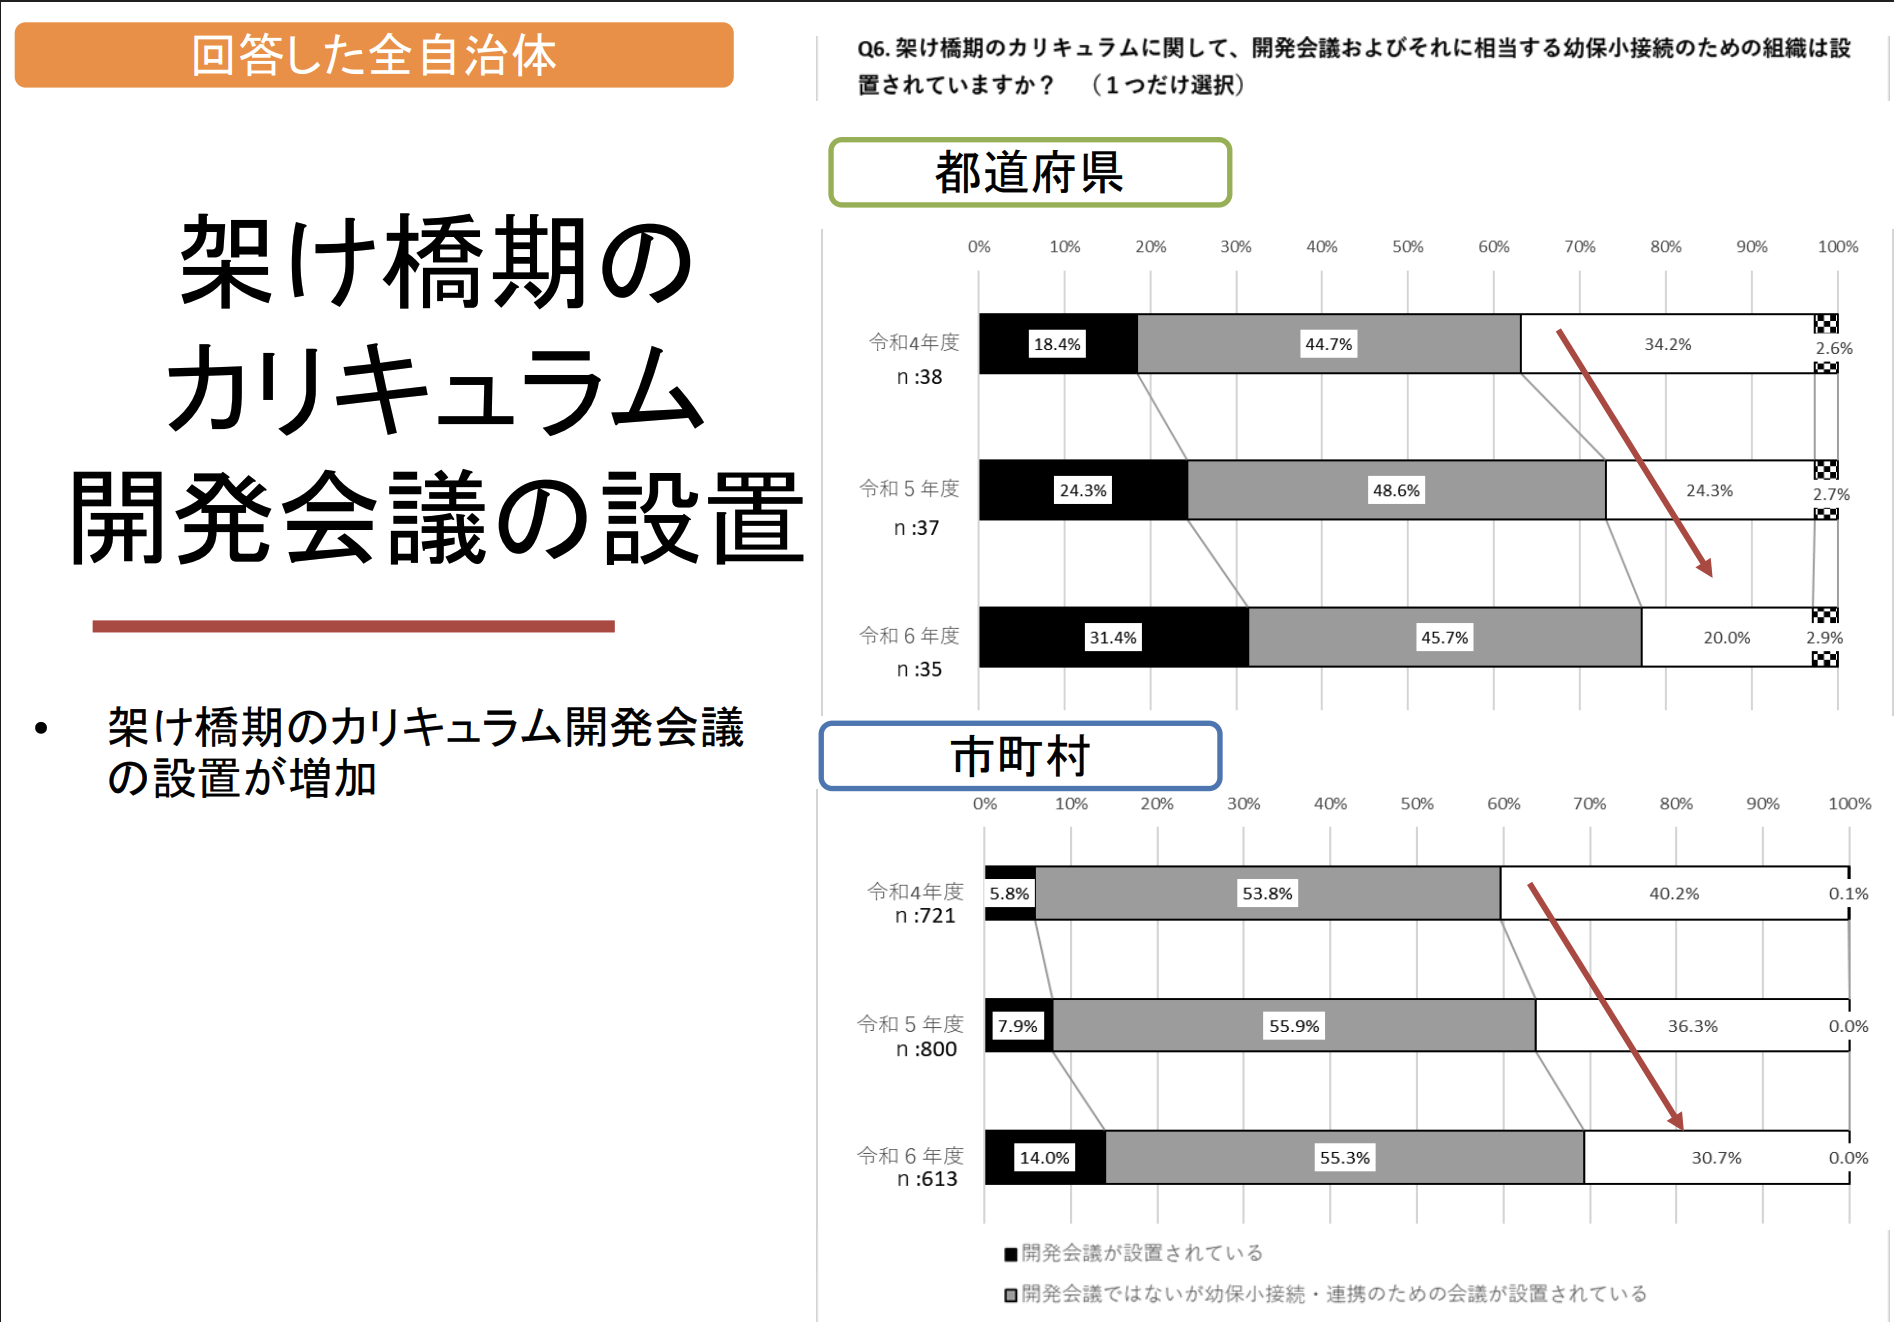 回答した全自治体
架け橋期の
カリキュラム
開発会議の設置
• 架け橋期のカリキュラム開発会議
の設置が増加
Q6. 架け橋期のカリキュラムに関して、開発会議およびそれに相当する幼保小接続のための組織は設
置されていますか？ （１つだけ選択）
都道府県
0% 10% 20% 30% 40% 50% 60% 70% 80% 90% 100%
令和4年度 18.4% 44.7% 34.2% 2.6%
n :38
令和５年度 24.3% 48.6% 24.3% 2.7%
n :37
令和６年度 31.4% 45.7% 20.0% 2.9%
n :35
市町村
0% 10% 20% 30% 40% 50% 60% 70% 80% 90% 100%
令和4年度 5.8% 53.8% 40.2% 0.1%
n :721
令和５年度 7.9% 55.9% 36.3% 0.0%
n :800
令和６年度 14.0% 55.3% 30.7% 0.0%
n :613
開発会議が設置されている
開発会議ではないが幼保小接続・連携のための会議が設置されている